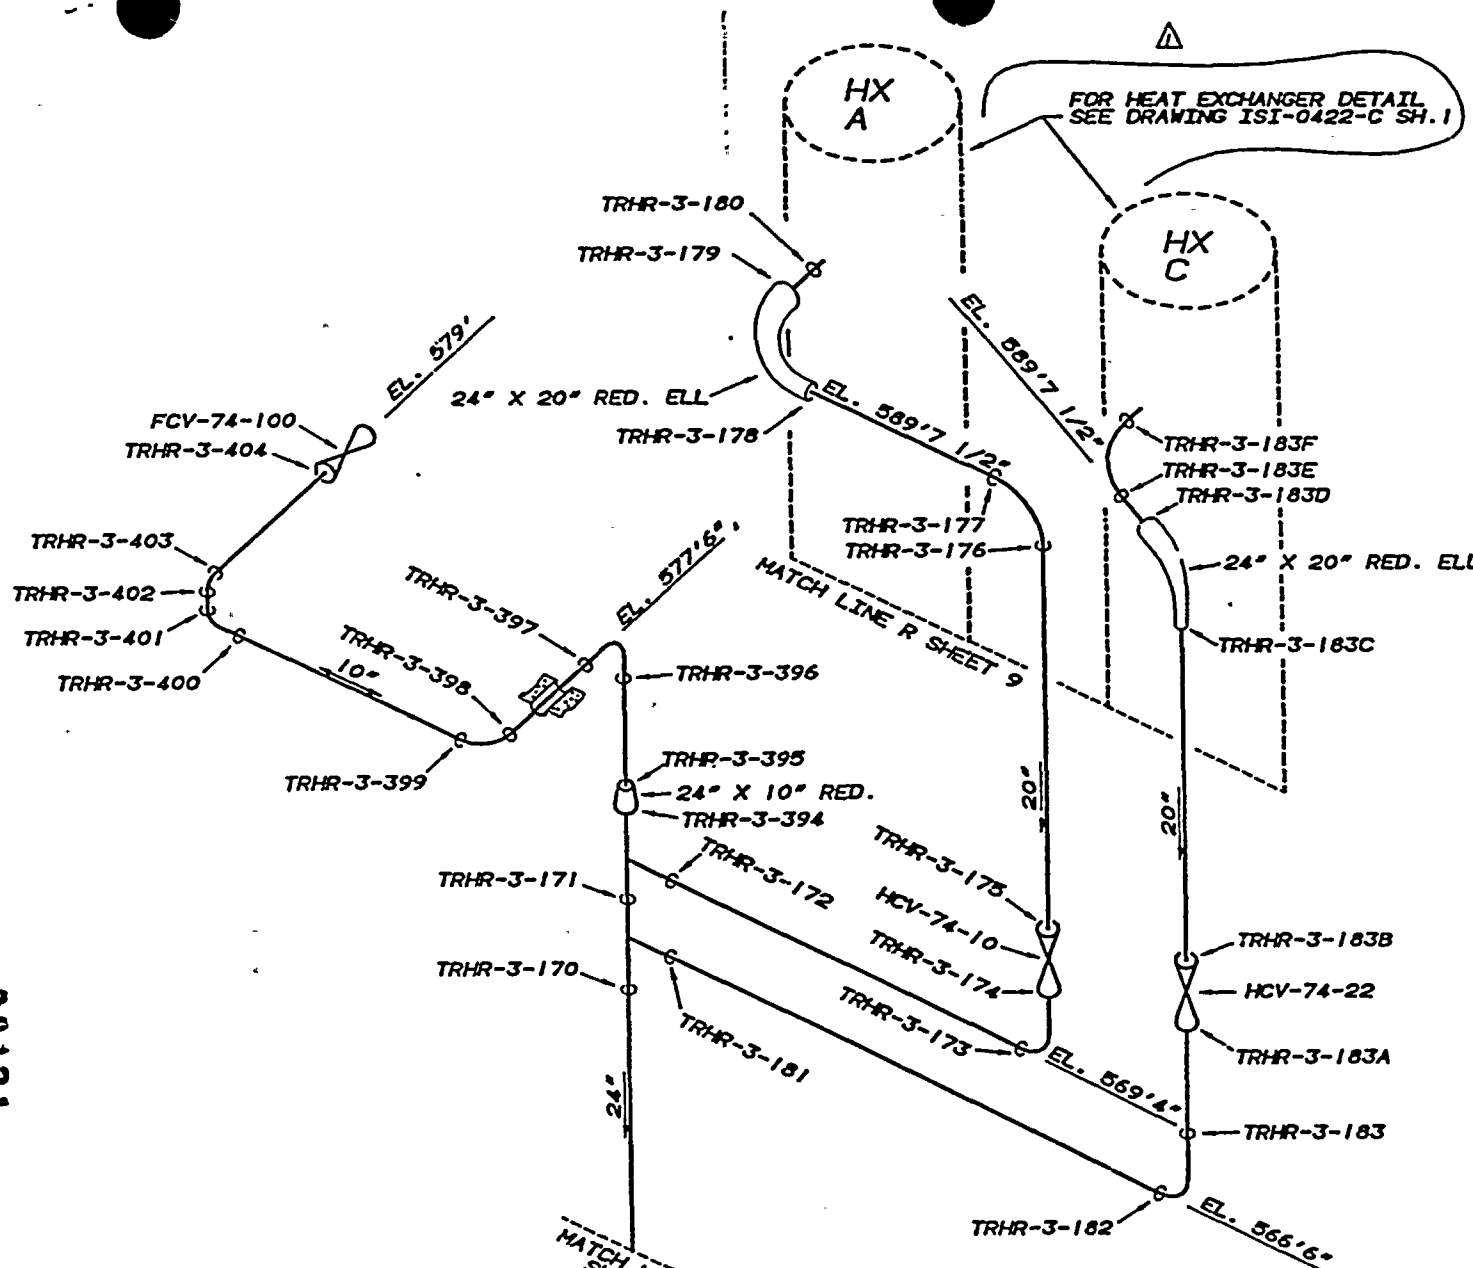 HX
A
FOR HEAT EXCHANGER DETAIL
SEE DRAWING ISI-0422-C SH.1
1
HX
C
TRHR-3-180
TRHR-3-179
24" X 20" RED. ELL
TRHR-3-178
EL. 589'7 1/2"
EL. 589'7 1/2"
EL. 579'
FCV-74-100
TRHR-3-404
TRHR-3-403
TRHR-3-402
TRHR-3-401
TRHR-3-400
10"
TRHR-3-399
TRHR-3-398
TRHR-3-397
EL. 577'6"
TRHR-3-396
TRHR-3-395
24" X 10" RED.
TRHR-3-394
TRHR-3-177
TRHR-3-176
MATCH LINE R SHEET 9
TRHR-3-183F
TRHR-3-183E
TRHR-3-183D
24" X 20" RED. ELL
TRHR-3-183C
20"
20"
TRHR-3-171
TRHR-3-172
TRHR-3-175
HCV-74-10
TRHR-3-174
TRHR-3-173
TRHR-3-170
TRHR-3-181
TRHR-3-183B
HCV-74-22
TRHR-3-183A
EL. 569'4"
TRHR-3-183
24"
TRHR-3-182
EL. 566'6"
MATCH